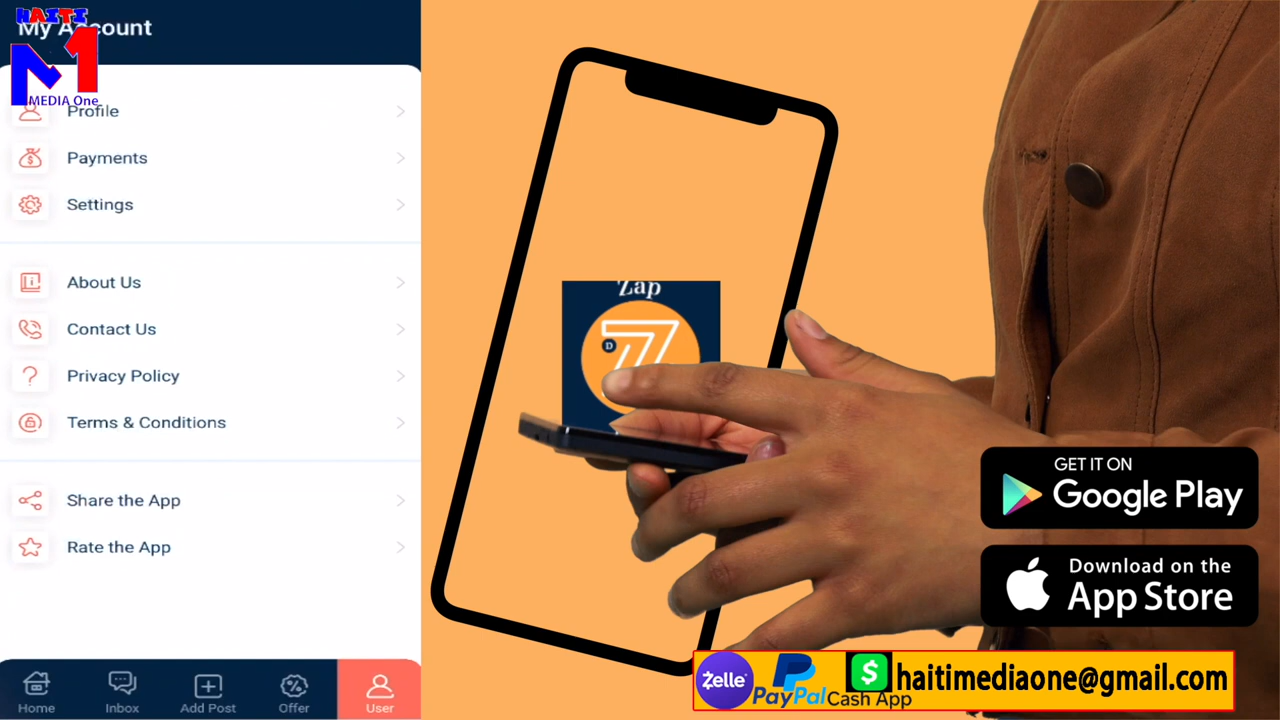 HAITI
My Account
M1
MEDIA One
Profile
Payments
Settings
About Us
Contact Us
Privacy Policy
Terms & Conditions
Share the App
Rate the App
Home
Inbox
Add Post
Offer
User
Zap
D
GET IT ON
Google Play
Download on the
App Store
Zelle
PayPal
$
Cash App
haitimediaone@gmail.com